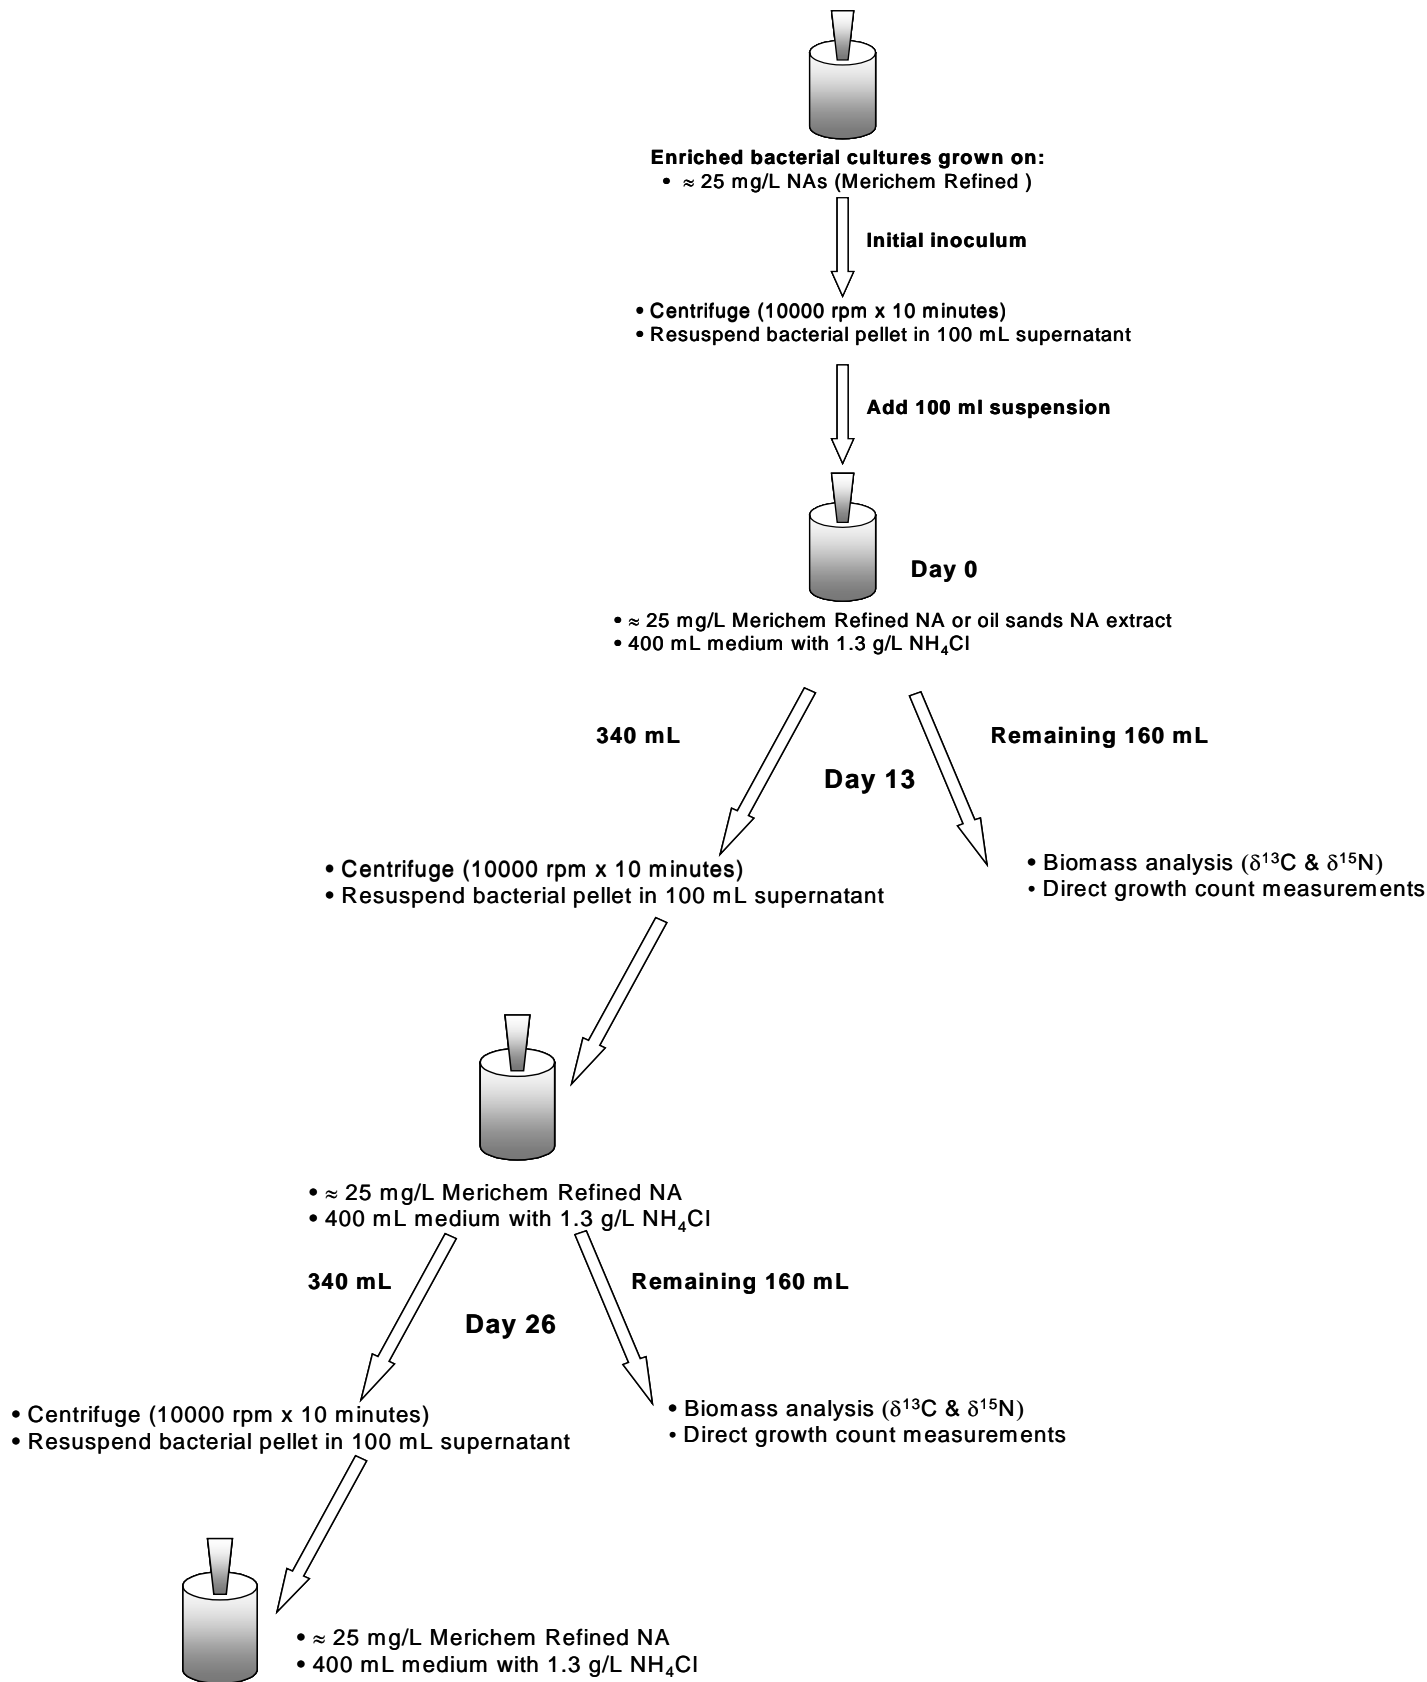 Enriched bacterial cultures grown on:
• ≈ 25 mg/L NAs (Merichem Refined )
Initial inoculum
• Centrifuge (10000 rpm x 10 minutes)
• Resuspend bacterial pellet in 100 mL supernatant
Add 100 ml suspension
Day 0
• ≈ 25 mg/L Merichem Refined NA or oil sands NA extract
• 400 mL medium with 1.3 g/L NH₄Cl
340 mL
Remaining 160 mL
Day 13
• Centrifuge (10000 rpm x 10 minutes)
• Resuspend bacterial pellet in 100 mL supernatant
• Biomass analysis (δ¹³C & δ¹⁵N)
• Direct growth count measurements
• ≈ 25 mg/L Merichem Refined NA
• 400 mL medium with 1.3 g/L NH₄Cl
340 mL
Remaining 160 mL
Day 26
• Centrifuge (10000 rpm x 10 minutes)
• Resuspend bacterial pellet in 100 mL supernatant
• Biomass analysis (δ¹³C & δ¹⁵N)
• Direct growth count measurements
• ≈ 25 mg/L Merichem Refined NA
• 400 mL medium with 1.3 g/L NH₄Cl